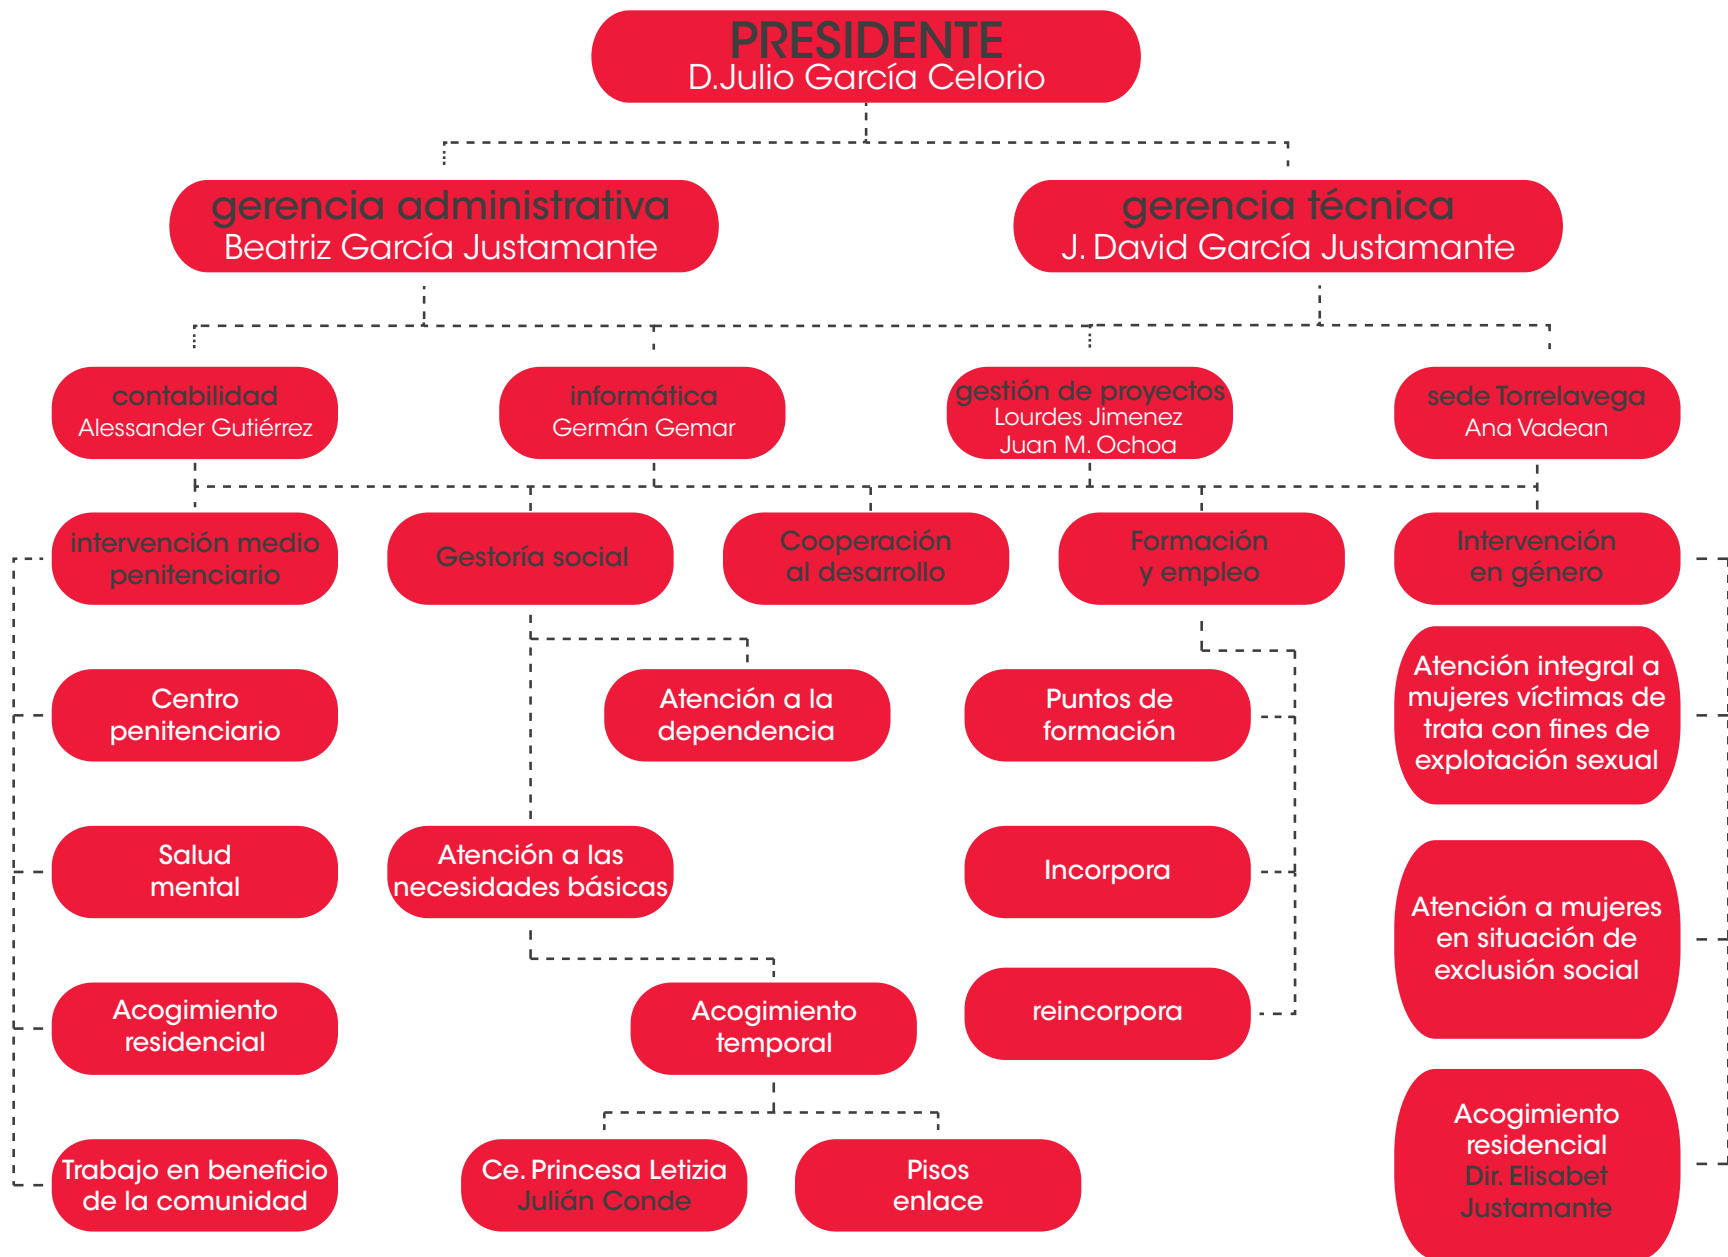 PRESIDENTE
D.Julio García Celorio
gerencia administrativa
Beatriz García Justamante
gerencia técnica
J. David García Justamante
contabilidad
Alessander Gutiérrez
informática
Germán Gemar
gestión de proyectos
Lourdes Jimenez
Juan M. Ochoa
sede Torrelavega
Ana Vadean
intervención medio
penitenciario
Gestoría social
Cooperación
al desarrollo
Formación
y empleo
Intervención
en género
Centro
penitenciario
Atención a la
dependencia
Puntos de
formación
Atención integral a
mujeres víctimas de
trata con fines de
explotación sexual
Salud
mental
Atención a las
necesidades básicas
Incorpora
Atención a mujeres
en situación de
exclusión social
Acogimiento
residencial
Acogimiento
temporal
reincorpora
Trabajo en beneficio
de la comunidad
Ce. Princesa Letizia
Julián Conde
Pisos
enlace
Acogimiento
residencial
Dir. Elisabet
Justamante